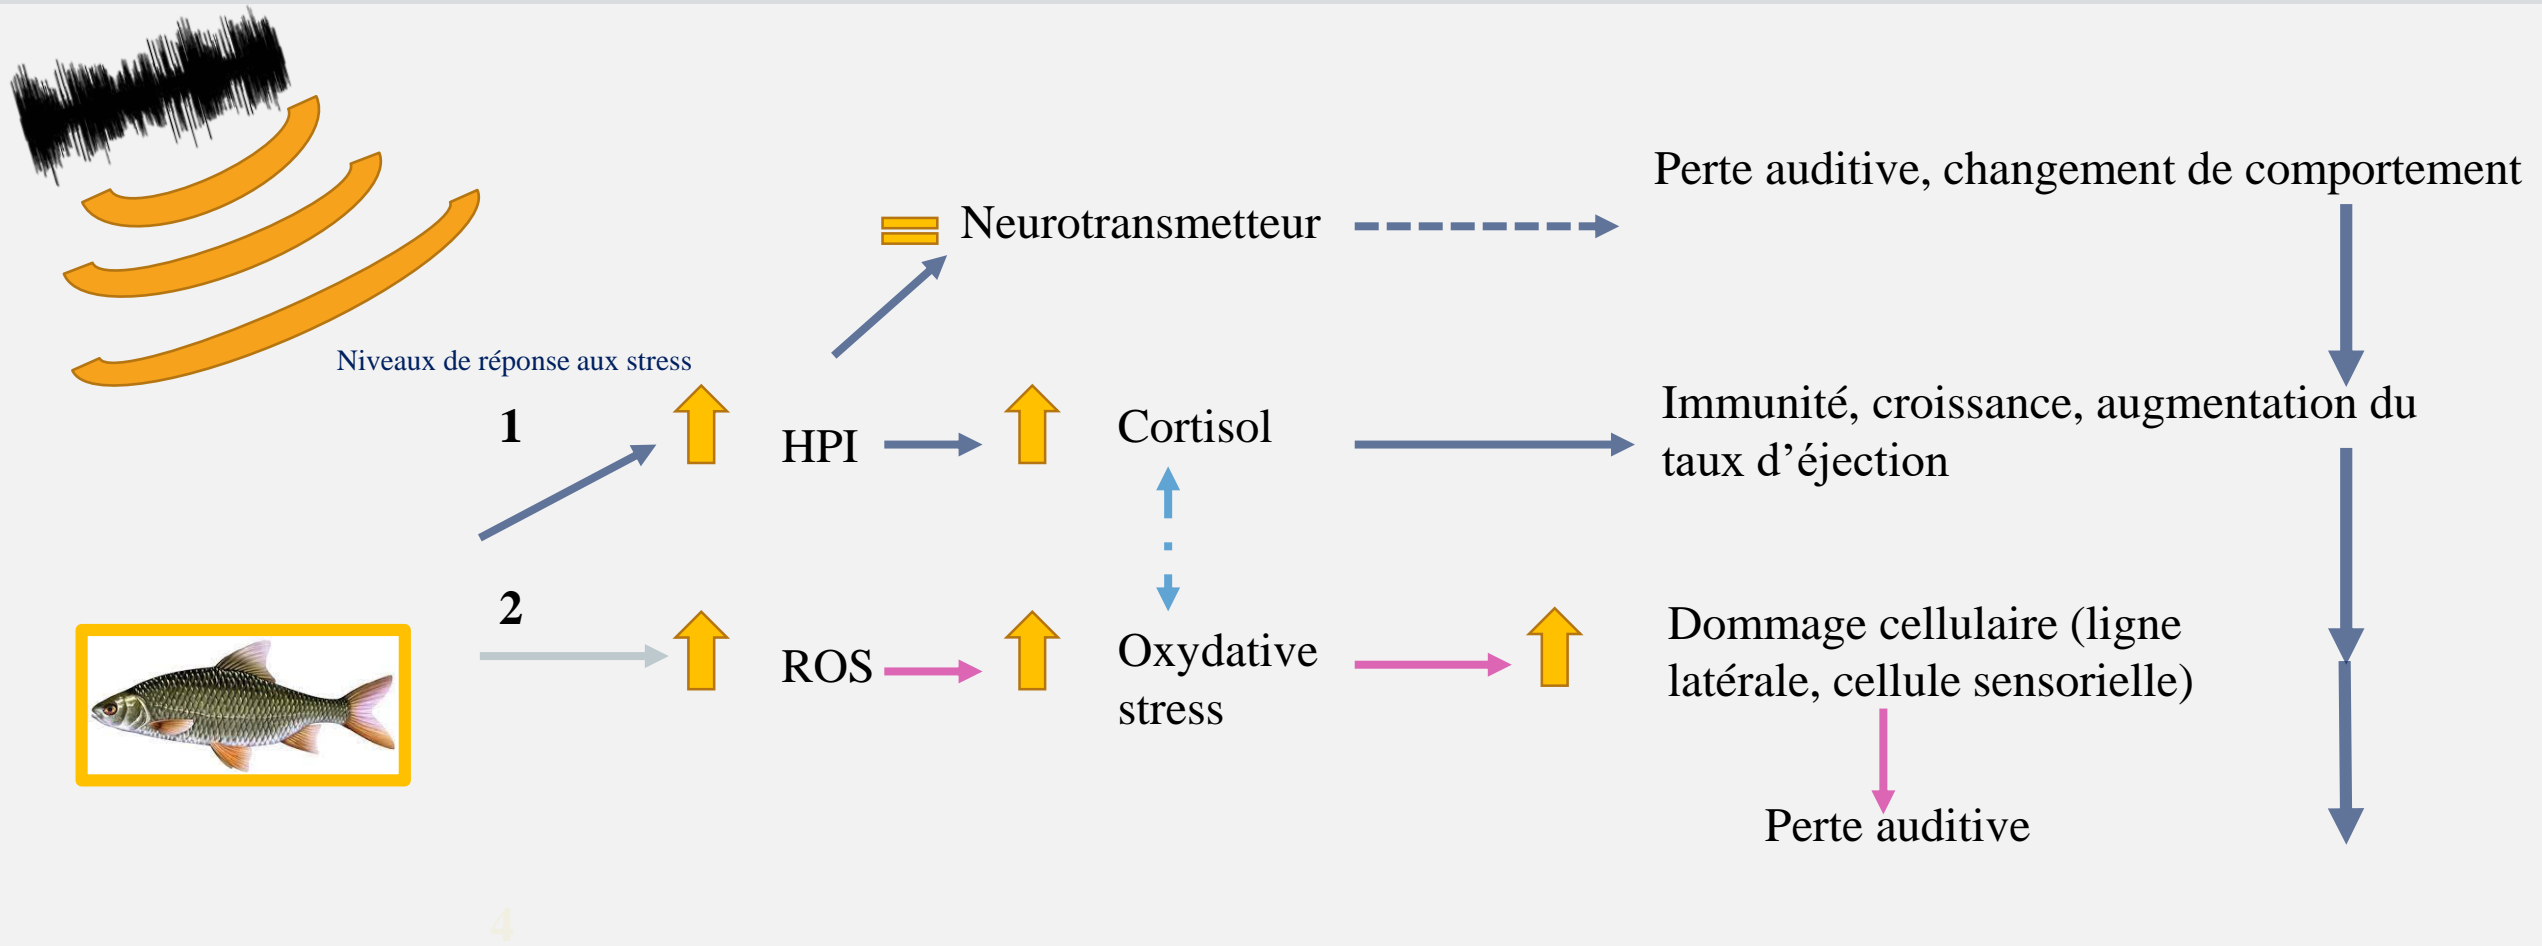 Perte auditive, changement de comportement
Neurotransmetteur
Niveaux de réponse aux stress
1
HPI
Cortisol
Immunité, croissance, augmentation du
taux d’éjection
2
ROS
Oxydative
stress
Dommage cellulaire (ligne
latérale, cellule sensorielle)
Perte auditive
4